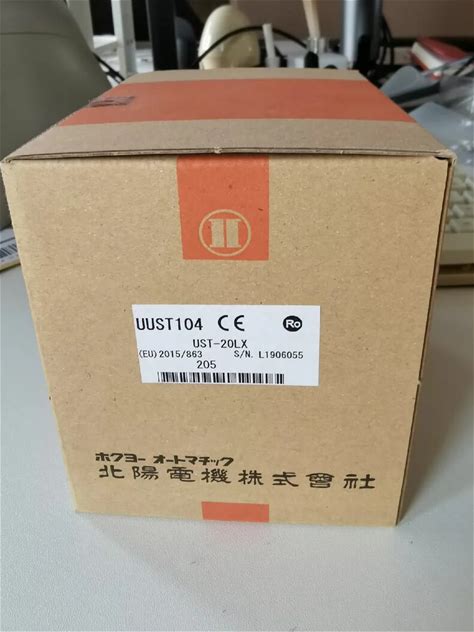 UUST104 CE Ro
UST-20LX
(EU)2015/863 S/N. L1906055
205
ホクヨー オートマチック
北陽電機株式會社